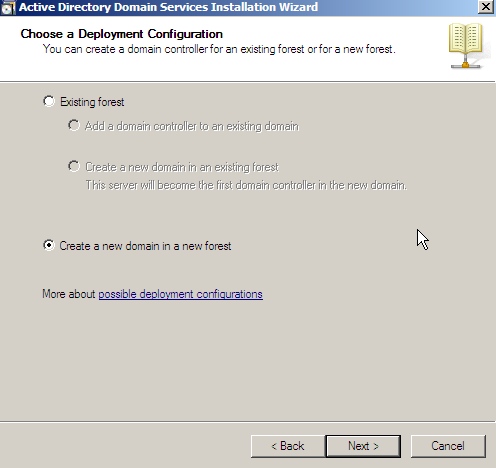 Active Directory Domain Services Installation Wizard
Choose a Deployment Configuration
You can create a domain controller for an existing forest or for a new forest.
Existing forest
Add a domain controller to an existing domain
Create a new domain in an existing forest
This server will become the first domain controller in the new domain.
Create a new domain in a new forest
More about possible deployment configurations
< Back Next > Cancel